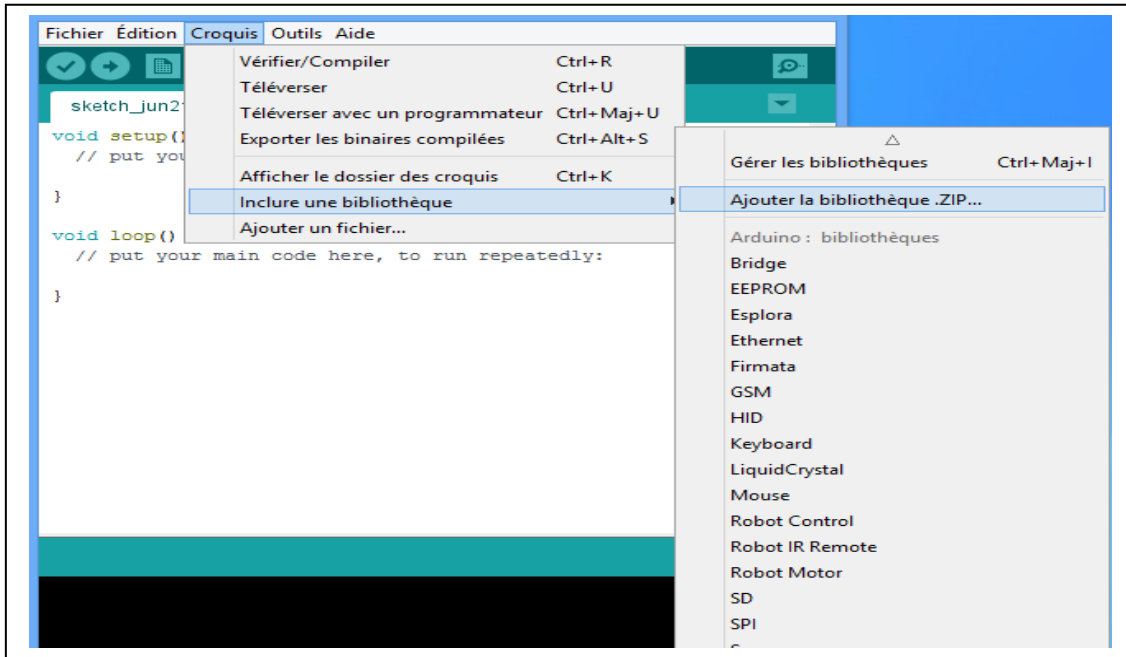 Fichier Édition Croquis Outils Aide
Vérifier/Compiler Ctrl+R
Téléverser Ctrl+U
Téléverser avec un programmateur Ctrl+Maj+U
Exporter les binaires compilées Ctrl+Alt+S
Afficher le dossier des croquis Ctrl+K
Inclure une bibliothèque
Ajouter un fichier...
sketch_jun2
void setup()
// put you
}
void loop()
// put your main code here, to run repeatedly:
}
Gérer les bibliothèques Ctrl+Maj+I
Ajouter la bibliothèque .ZIP...
Arduino : bibliothèques
Bridge
EEPROM
Esplora
Ethernet
Firmata
GSM
HID
Keyboard
LiquidCrystal
Mouse
Robot Control
Robot IR Remote
Robot Motor
SD
SPI